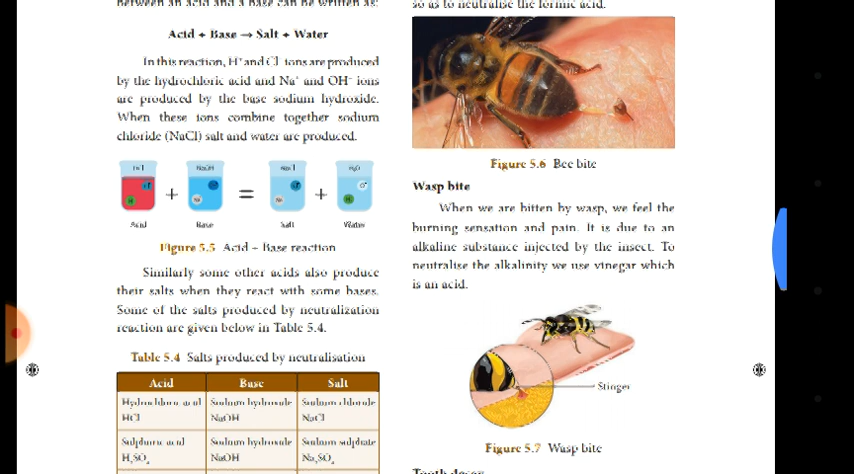 between an acid and a base can be written as:
Acid + Base → Salt + Water
In this reaction, H⁺ and Cl⁻ ions are produced
by the hydrochloric acid and Na⁺ and OH⁻ ions
are produced by the base sodium hydroxide.
When these ions combine together sodium
chloride (NaCl) salt and water are produced.
HCl NaOH NaCl H₂O
+ = +
Acid Base Salt Water
Figure 5.5 Acid + Base reaction
Similarly some other acids also produce
their salts when they react with some bases.
Some of the salts produced by neutralization
reaction are given below in Table 5.4.
Table 5.4 Salts produced by neutralisation
Acid Base Salt
Hydrochloric acid Sodium hydroxide Sodium chloride
HCl NaOH NaCl
Sulphuric acid Sodium hydroxide Sodium sulphate
H₂SO₄ NaOH Na₂SO₄
so as to neutralise the formic acid.
Figure 5.6 Bee bite
Wasp bite
When we are bitten by wasp, we feel the
burning sensation and pain. It is due to an
alkaline substance injected by the insect. To
neutralise the alkalinity we use vinegar which
is an acid.
Stinger
Figure 5.7 Wasp bite